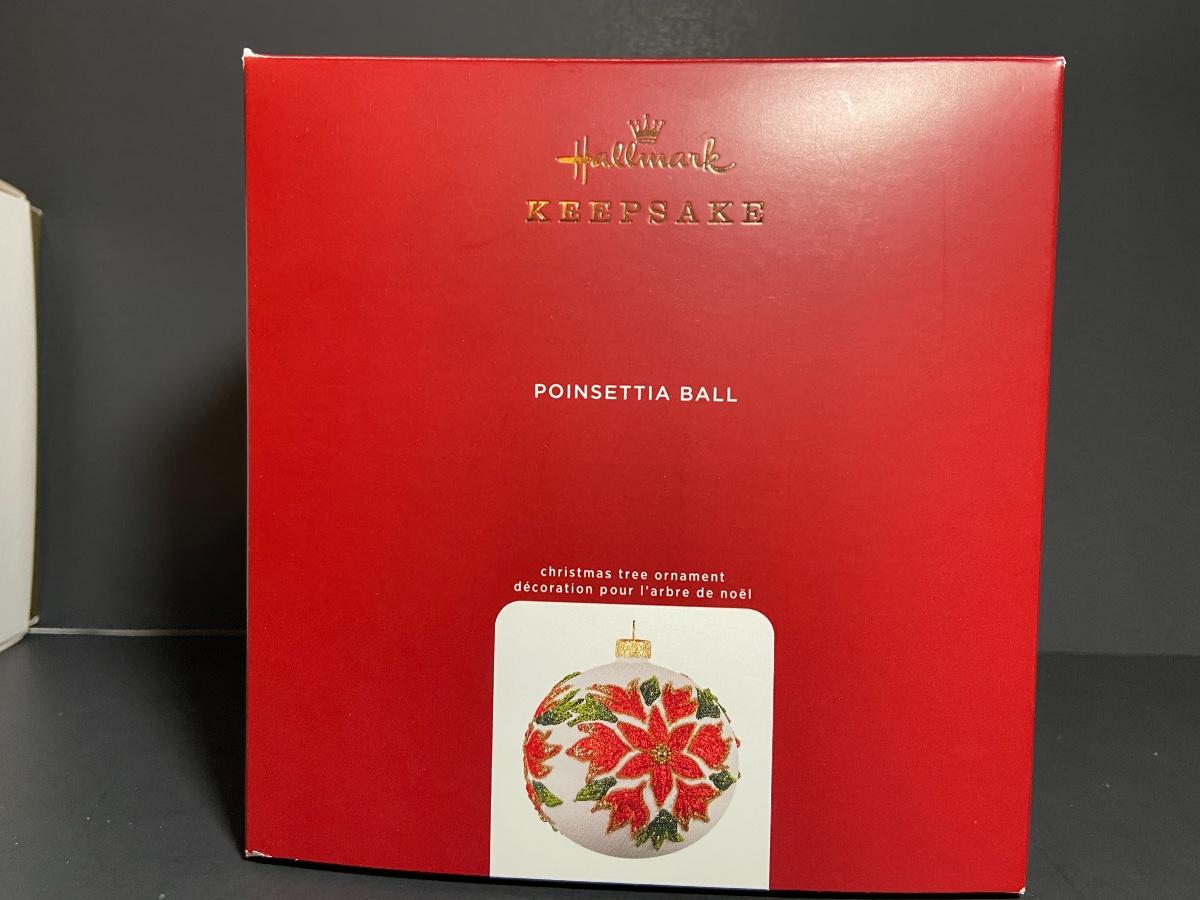 Hallmark
KEEPSAKE
POINSETTIA BALL
christmas tree ornament
décoration pour l'arbre de noël